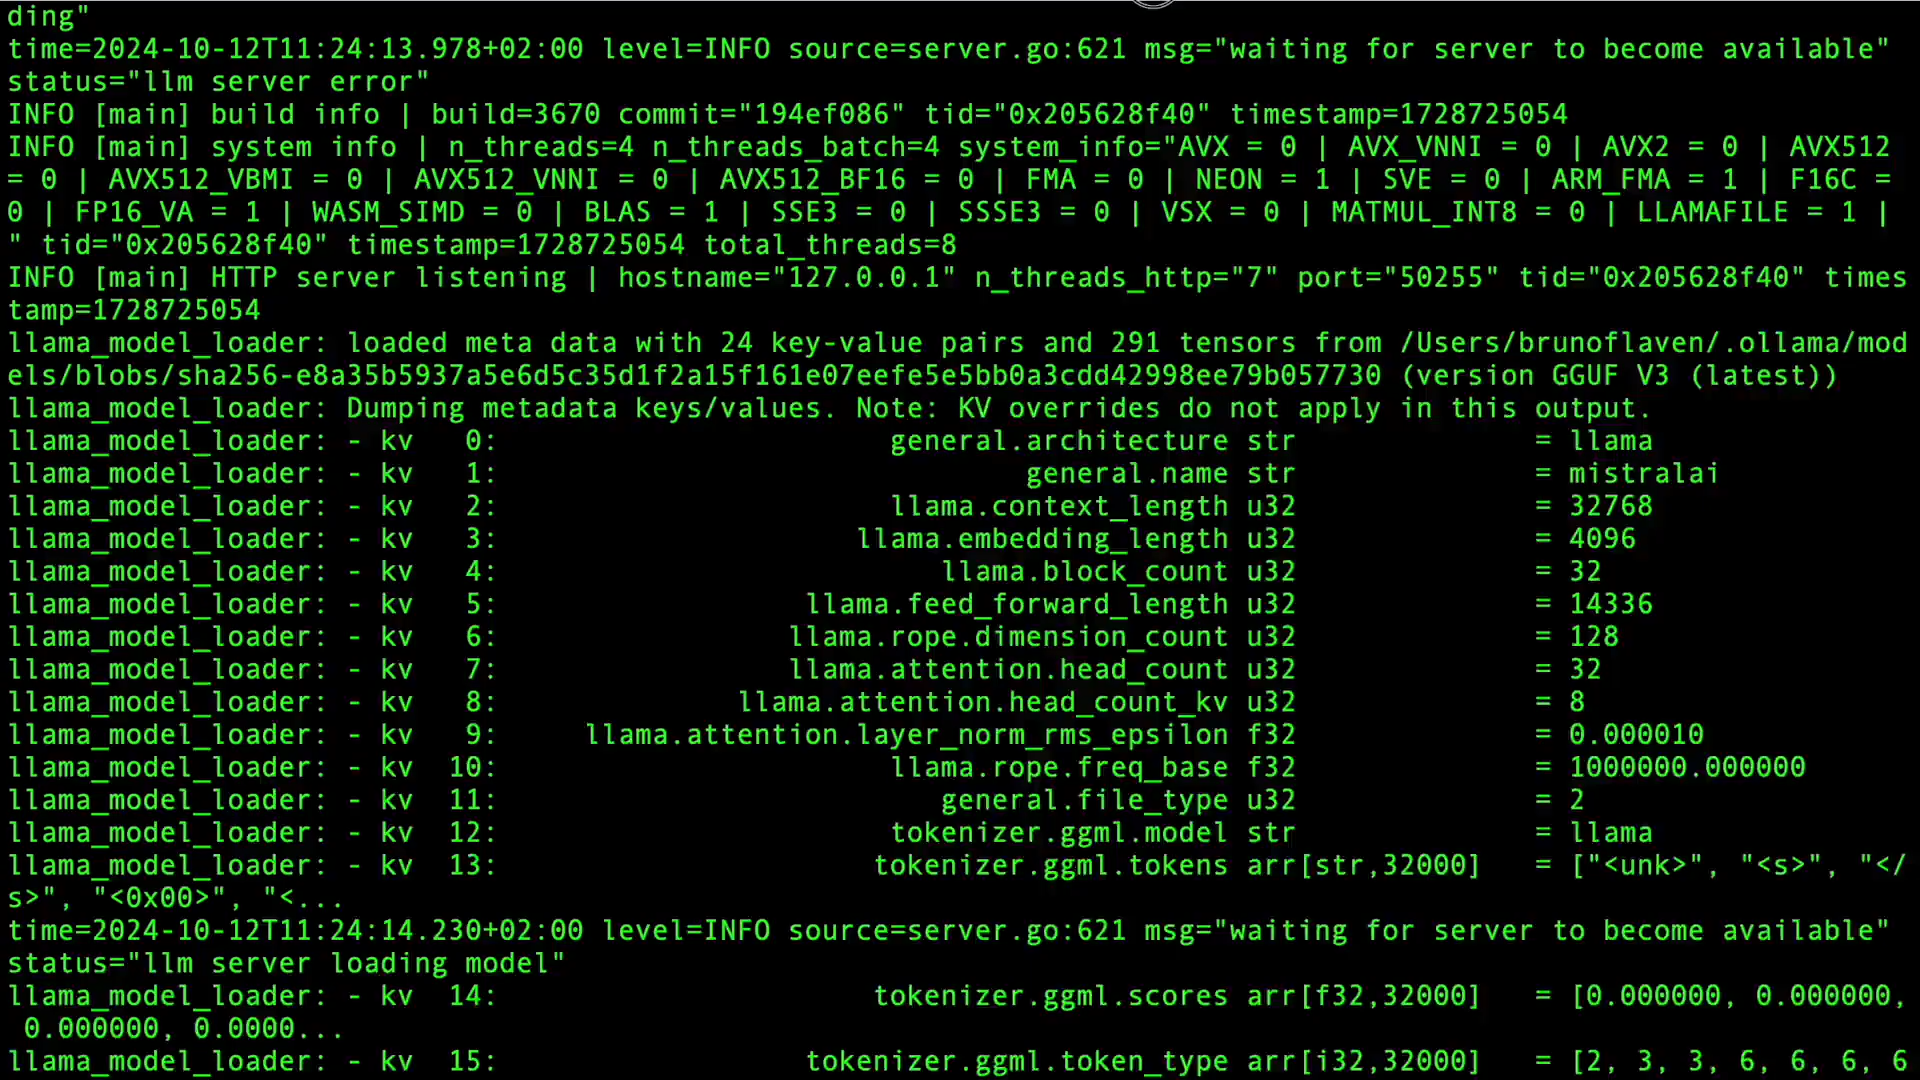 ding"
time=2024-10-12T11:24:13.978+02:00 level=INFO source=server.go:621 msg="waiting for server to become available"
status="llm server error"
INFO [main] build info | build=3670 commit="194ef086" tid="0x205628f40" timestamp=1728725054
INFO [main] system info | n_threads=4 n_threads_batch=4 system_info="AVX = 0 | AVX_VNNI = 0 | AVX2 = 0 | AVX512
= 0 | AVX512_VBMI = 0 | AVX512_VNNI = 0 | AVX512_BF16 = 0 | FMA = 0 | NEON = 1 | SVE = 0 | ARM_FMA = 1 | F16C =
0 | FP16_VA = 1 | WASM_SIMD = 0 | BLAS = 1 | SSE3 = 0 | SSSE3 = 0 | VSX = 0 | MATMUL_INT8 = 0 | LLAMAFILE = 1 |
" tid="0x205628f40" timestamp=1728725054 total_threads=8
INFO [main] HTTP server listening | hostname="127.0.0.1" n_threads_http="7" port="50255" tid="0x205628f40" times
tamp=1728725054
llama_model_loader: loaded meta data with 24 key-value pairs and 291 tensors from /Users/brunoflaven/.ollama/mod
els/blobs/sha256-e8a35b5937a5e6d5c35d1f2a15f161e07eefe5e5bb0a3cdd42998ee79b057730 (version GGUF V3 (latest))
llama_model_loader: Dumping metadata keys/values. Note: KV overrides do not apply in this output.
llama_model_loader: - kv   0:                       general.architecture str              = llama
llama_model_loader: - kv   1:                               general.name str              = mistralai
llama_model_loader: - kv   2:                       llama.context_length u32              = 32768
llama_model_loader: - kv   3:                     llama.embedding_length u32              = 4096
llama_model_loader: - kv   4:                          llama.block_count u32              = 32
llama_model_loader: - kv   5:                  llama.feed_forward_length u32              = 14336
llama_model_loader: - kv   6:                 llama.rope.dimension_count u32              = 128
llama_model_loader: - kv   7:                 llama.attention.head_count u32              = 32
llama_model_loader: - kv   8:              llama.attention.head_count_kv u32              = 8
llama_model_loader: - kv   9:     llama.attention.layer_norm_rms_epsilon f32              = 0.000010
llama_model_loader: - kv  10:                       llama.rope.freq_base f32              = 1000000.000000
llama_model_loader: - kv  11:                          general.file_type u32              = 2
llama_model_loader: - kv  12:                       tokenizer.ggml.model str              = llama
llama_model_loader: - kv  13:                      tokenizer.ggml.tokens arr[str,32000]   = ["<unk>", "<s>", "</
s>", "<0x00>", "<...
time=2024-10-12T11:24:14.230+02:00 level=INFO source=server.go:621 msg="waiting for server to become available"
status="llm server loading model"
llama_model_loader: - kv  14:                      tokenizer.ggml.scores arr[f32,32000]   = [0.000000, 0.000000,
 0.000000, 0.0000...
llama_model_loader: - kv  15:                  tokenizer.ggml.token_type arr[i32,32000]   = [2, 3, 3, 6, 6, 6, 6